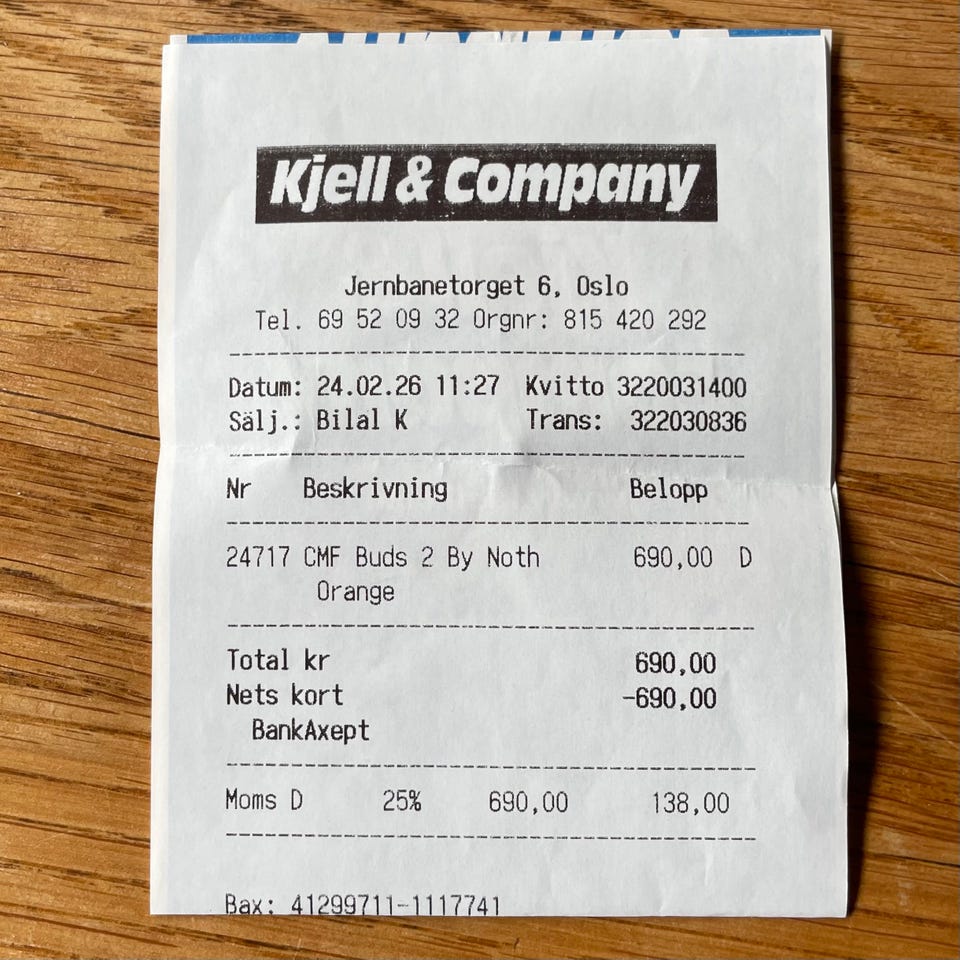 Kjell & Company
Jernbanetorget 6, Oslo
Tel. 69 52 09 32 Orgnr: 815 420 292
Datum: 24.02.26 11:27 Kvitto 3220031400
Sälj.: Bilal K Trans: 322030836
Nr Beskrivning Belopp
24717 CMF Buds 2 By Noth 690,00 D
Orange
Total kr 690,00
Nets kort -690,00
BankAxept
Moms D 25% 690,00 138,00
Bax: 41299711-1117741